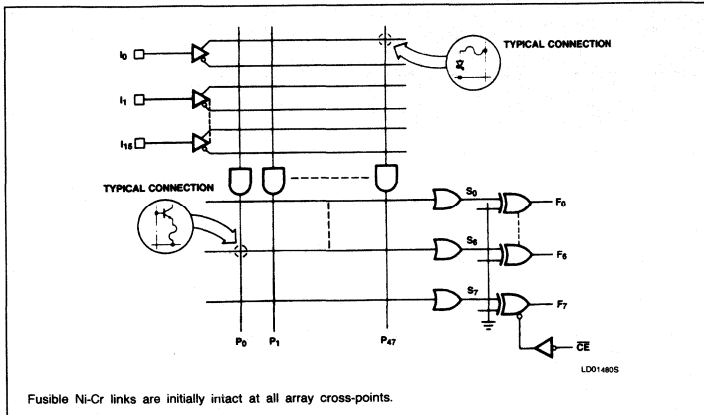 TYPICAL CONNECTION
I0
I1
I15
TYPICAL CONNECTION
S0
F0
S6
F6
S7
F7
P0
P1
P47
CE
LD01480S
Fusible Ni-Cr links are initially intact at all array cross-points.